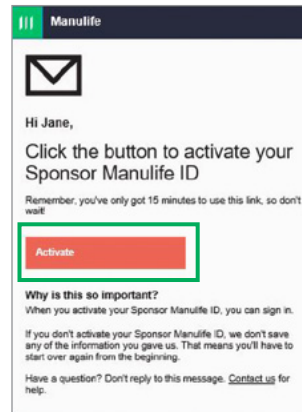 Manulife
Hi Jane,
Click the button to activate your
Sponsor Manulife ID
Remember, you've only got 15 minutes to use this link, so don't
wait!
Activate
Why is this so important?
When you activate your Sponsor Manulife ID, you can sign in.
If you don't activate your Sponsor Manulife ID, we don't save
any of the information you gave us. That means you'll have to
start over again from the beginning.
Have a question? Don't reply to this message. Contact us for
help.